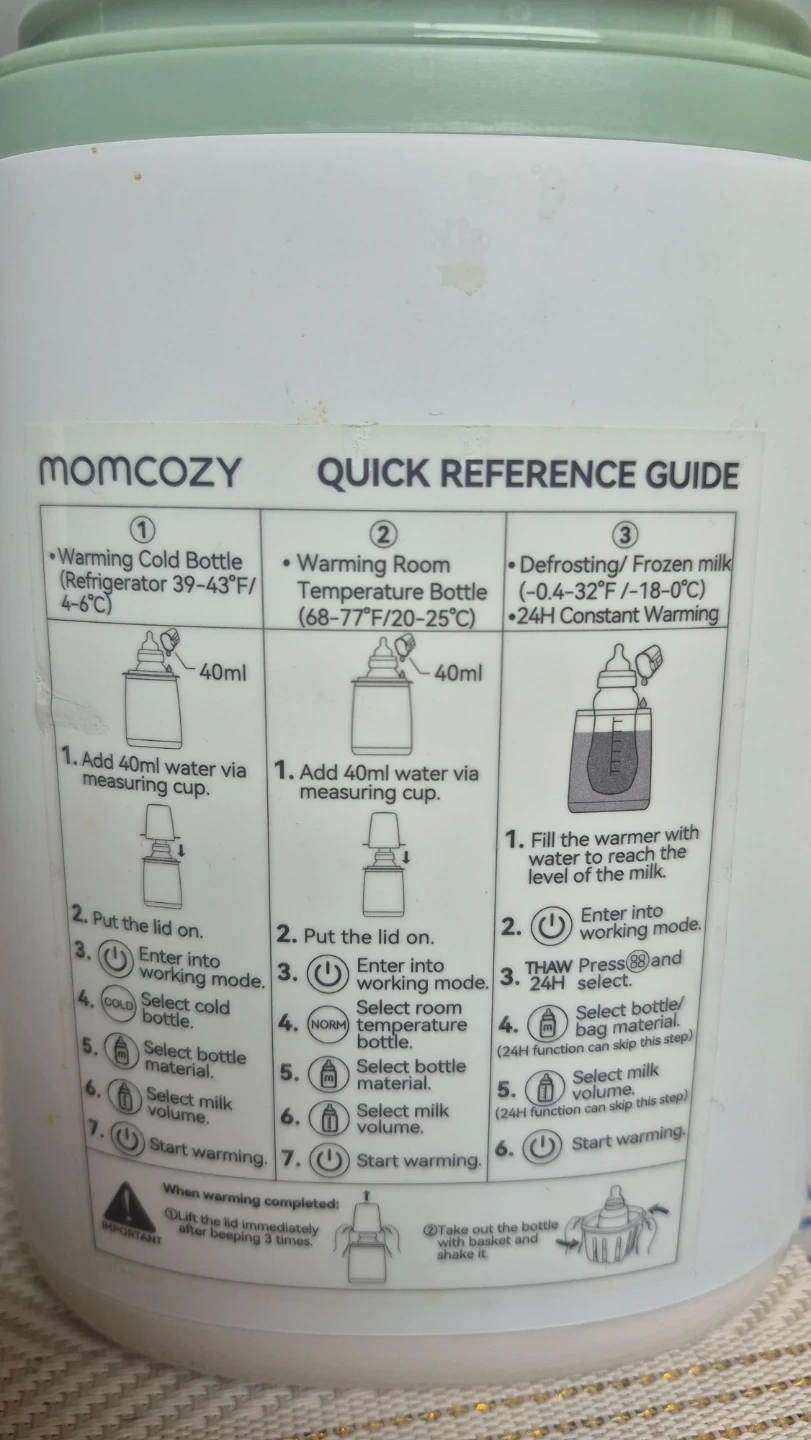 momcozy QUICK REFERENCE GUIDE
①
•Warming Cold Bottle
(Refrigerator 39-43°F/
4-6°C)
40ml
1. Add 40ml water via
measuring cup.
2. Put the lid on.
3. Enter into
working mode.
4. COLD Select cold
bottle.
5. m Select bottle
material.
6. Select milk
volume.
7. Start warming.
②
• Warming Room
Temperature Bottle
(68-77°F/20-25°C)
40ml
1. Add 40ml water via
measuring cup.
2. Put the lid on.
3. Enter into
working mode.
4. NORM Select room
temperature
bottle.
5. m Select bottle
material.
6. Select milk
volume.
7. Start warming.
③
• Defrosting/ Frozen milk
(-0.4-32°F /-18-0°C)
•24H Constant Warming
1. Fill the warmer with
water to reach the
level of the milk.
2. Enter into
working mode.
3. THAW 24H Press 88 and
select.
4. m Select bottle/
bag material.
(24H function can skip this step)
5. Select milk
volume.
(24H function can skip this step)
6. Start warming.
IMPORTANT
When warming completed:
①Lift the lid immediately
after beeping 3 times.
②Take out the bottle
with basket and
shake it.